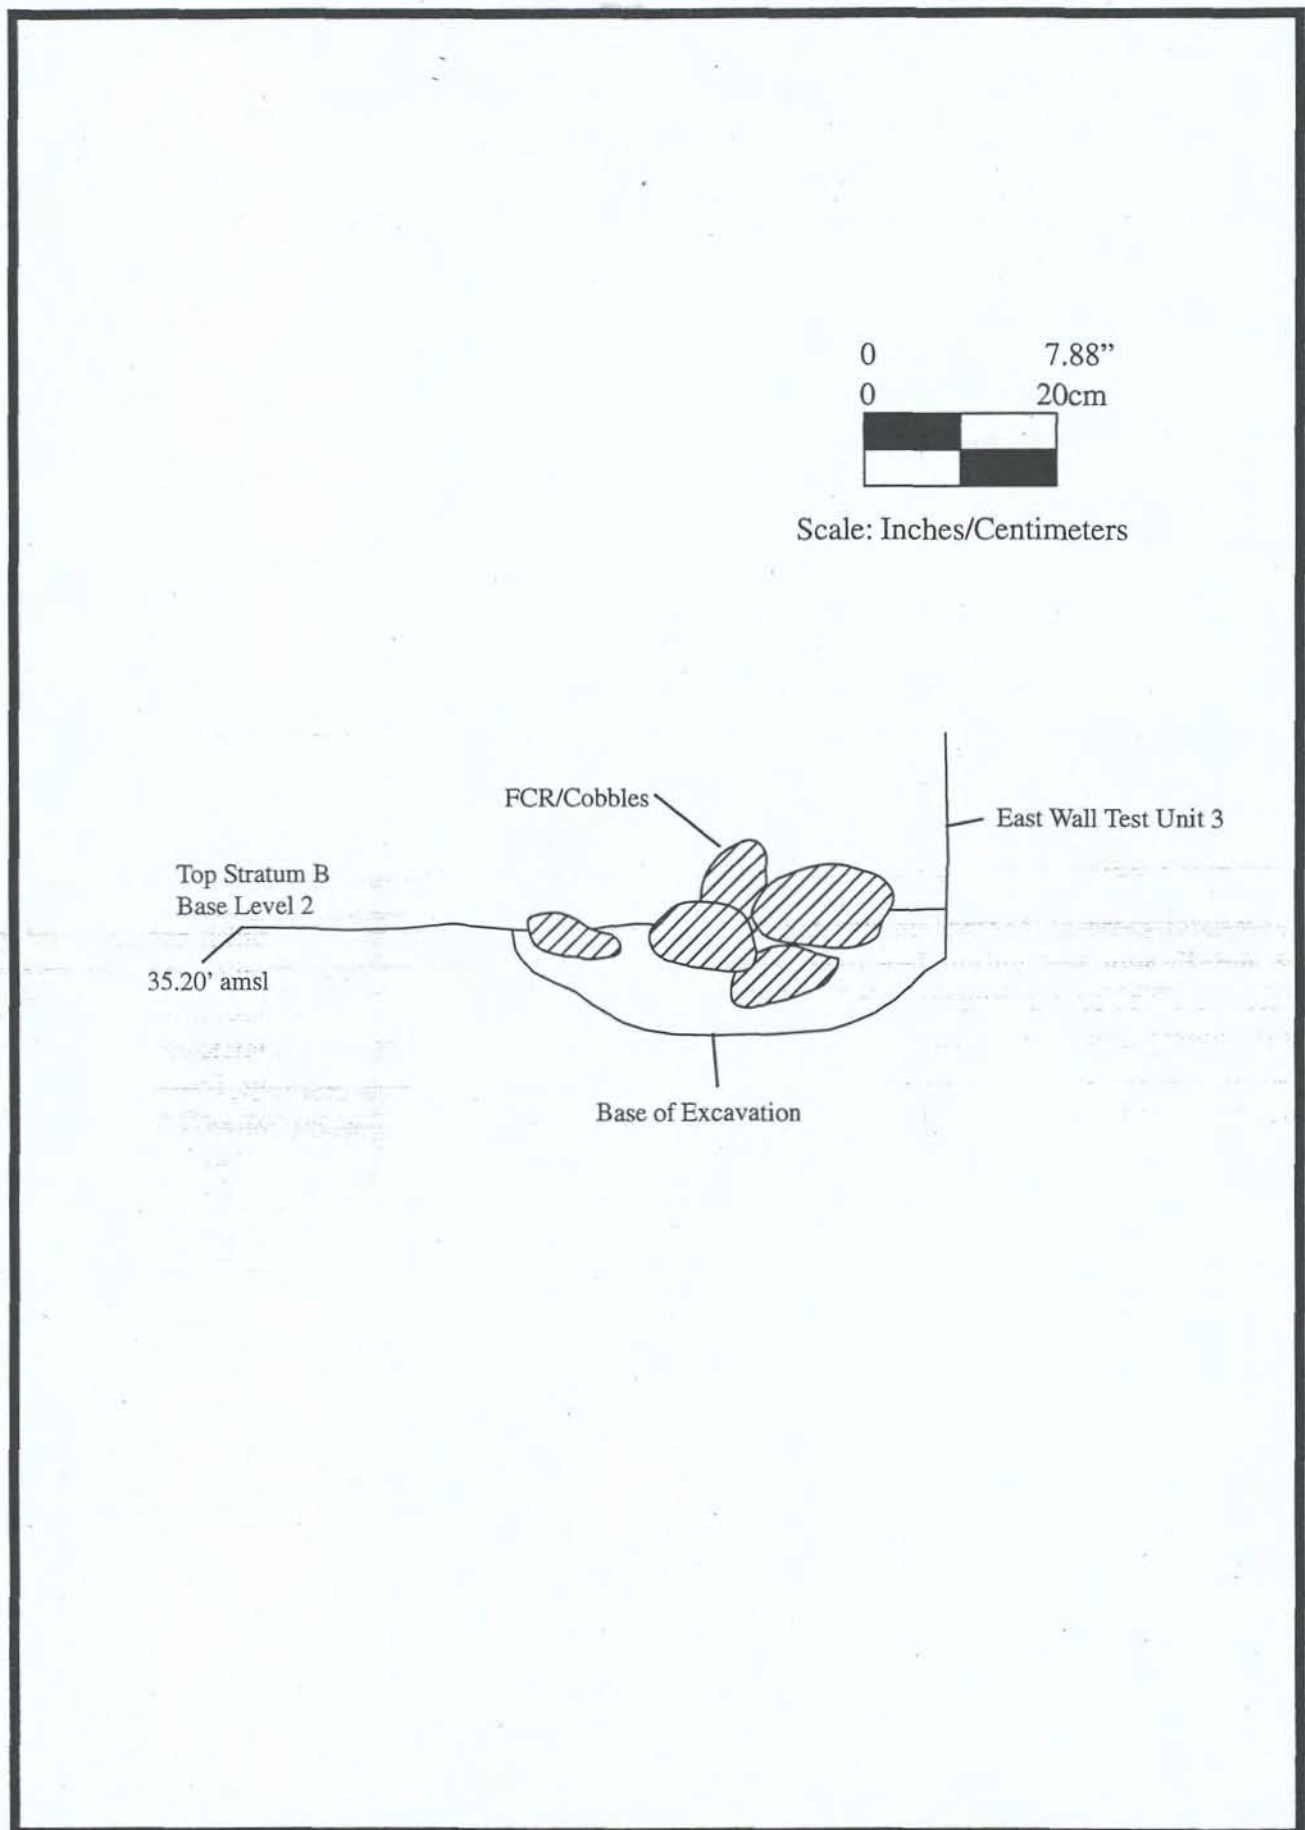 0 7.88”
0 20cm
Scale: Inches/Centimeters
FCR/Cobbles
East Wall Test Unit 3
Top Stratum B
Base Level 2
35.20’ amsl
Base of Excavation